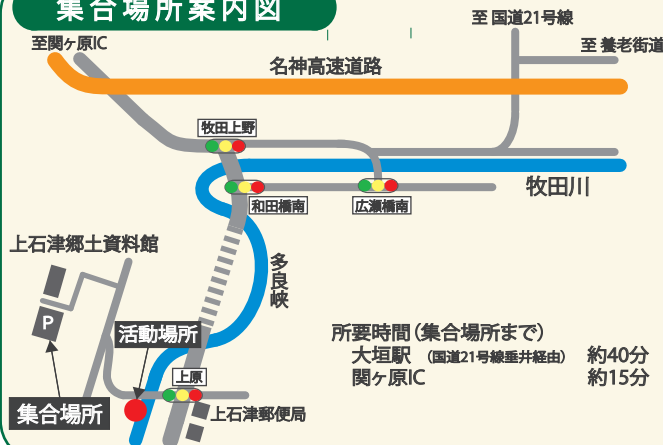 集合場所案内図
至 国道21号線
至関ヶ原IC
至 養老街道
名神高速道路
牧田上野
牧田川
和田橋南
広瀬橋南
上石津郷土資料館
多良峡
P
活動場所
所要時間（集合場所まで）
大垣駅 （国道21号線垂井経由） 約40分
関ヶ原IC 約15分
上原
集合場所
上石津郵便局